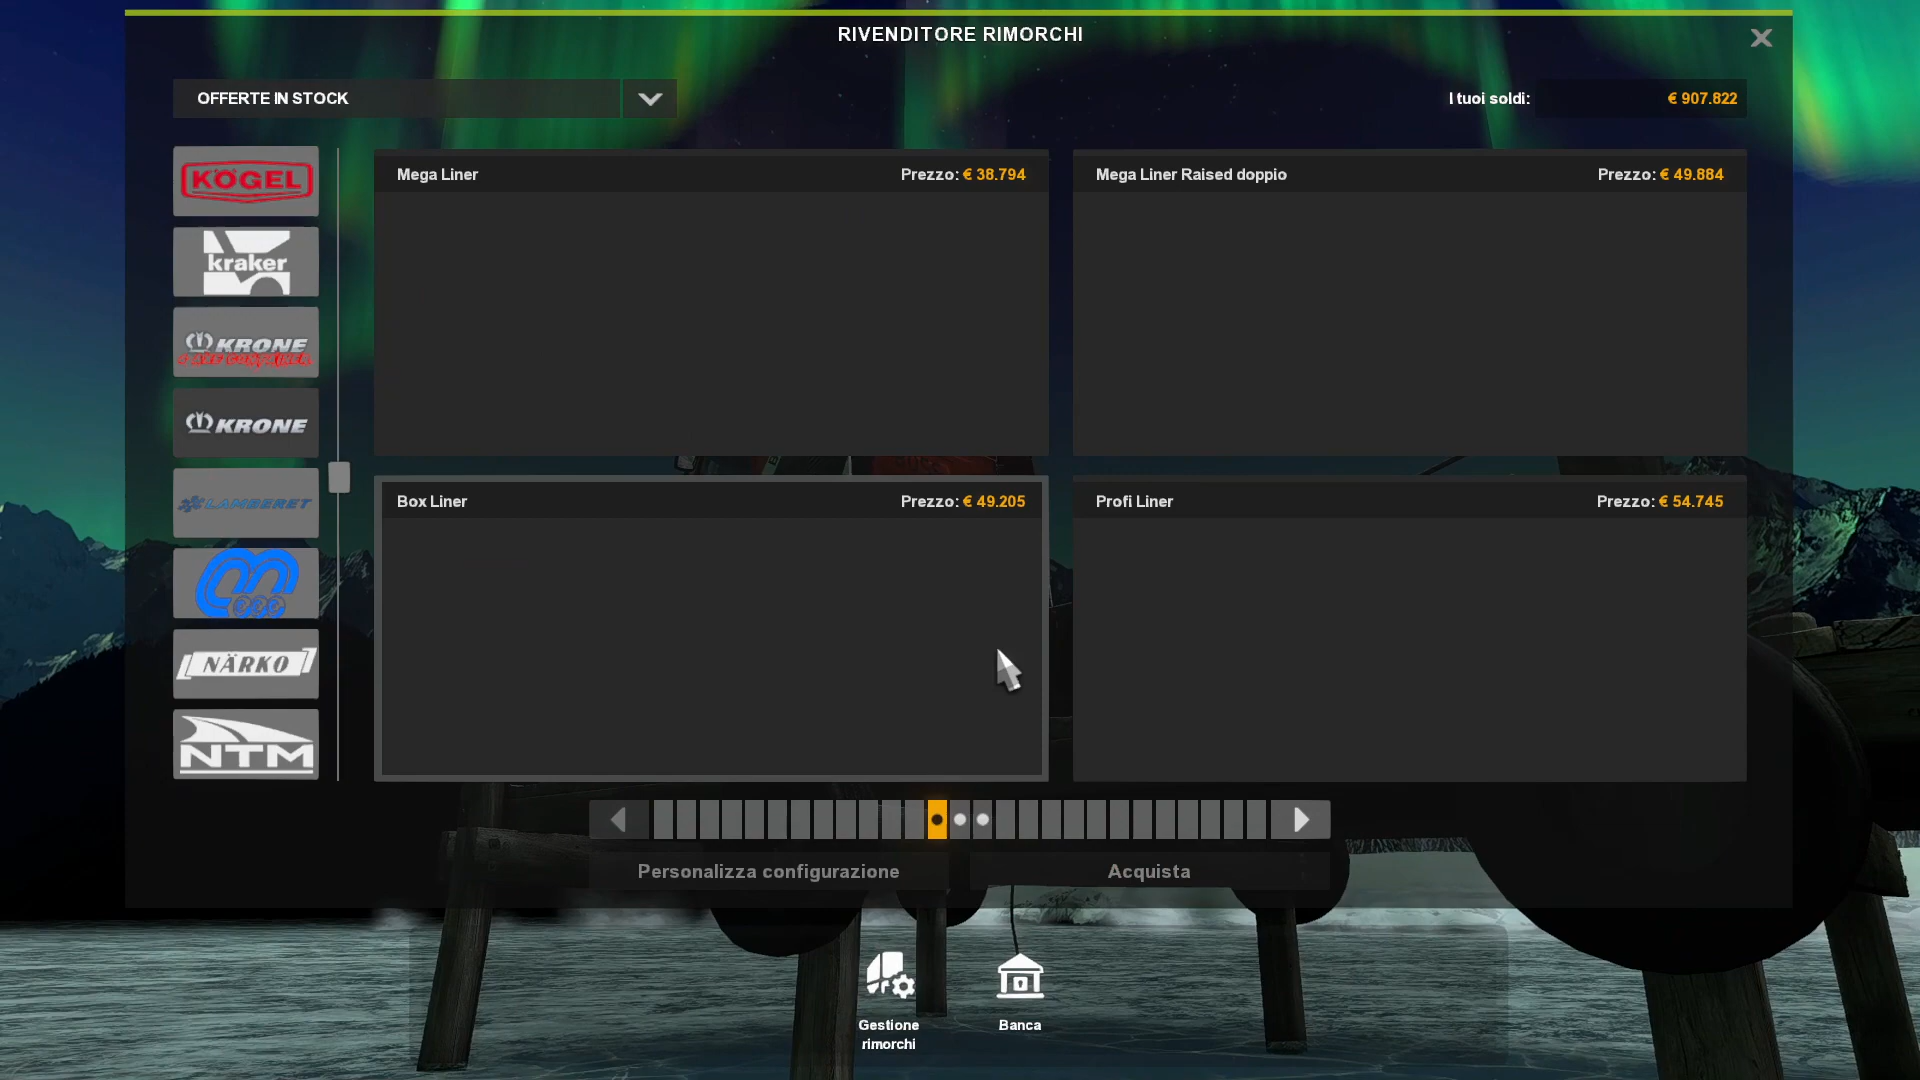 RIVENDITORE RIMORCHI
OFFERTE IN STOCK
I tuoi soldi: € 907.822
KÖGEL
kraker
KRONE
KRONE
LAMBERET
NÄRKO
NTM
Mega Liner Prezzo: € 38.794
Mega Liner Raised doppio Prezzo: € 49.884
Box Liner Prezzo: € 49.205
Profi Liner Prezzo: € 54.745
Personalizza configurazione
Acquista
Gestione
rimorchi
Banca